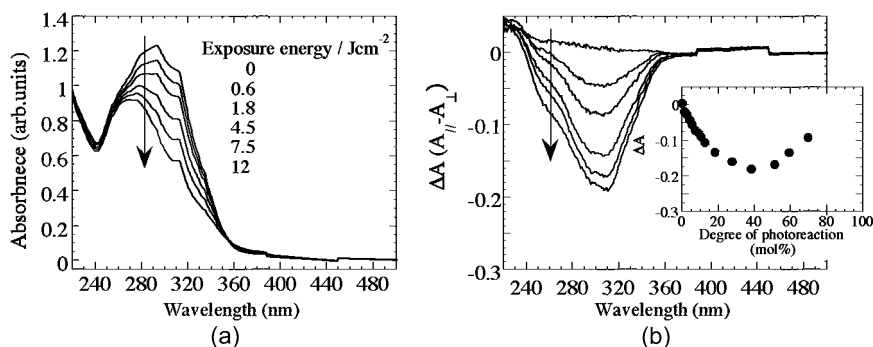 (a)
1.4
1.2
1
0.8
0.6
0.4
0.2
0
Absorbnece (arb.units)
Exposure energy / Jcm-2
0
0.6
1.8
4.5
7.5
12
240 280 320 360 400 440 480
Wavelength (nm)
(a)
(b)
0
-0.1
-0.2
-0.3
ΔA (A//-A⊥)
0
-0.1
-0.2
-0.3
ΔA
0 20 40 60 80 100
Degree of photoreaction
(mol%)
240 280 320 360 400 440 480
Wavelength (nm)
(b)